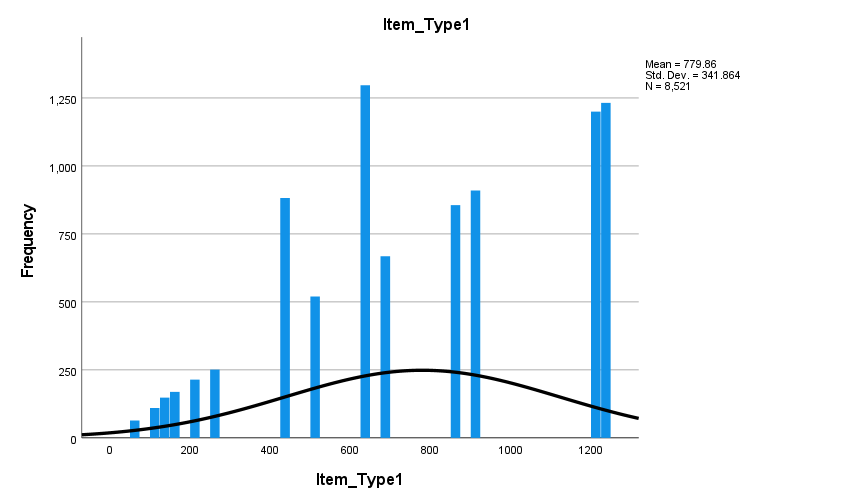 Item_Type1
Mean = 779.86
Std. Dev. = 341.864
N = 8,521
1,250
1,000
750
500
250
0
Frequency
0 200 400 600 800 1000 1200
Item_Type1